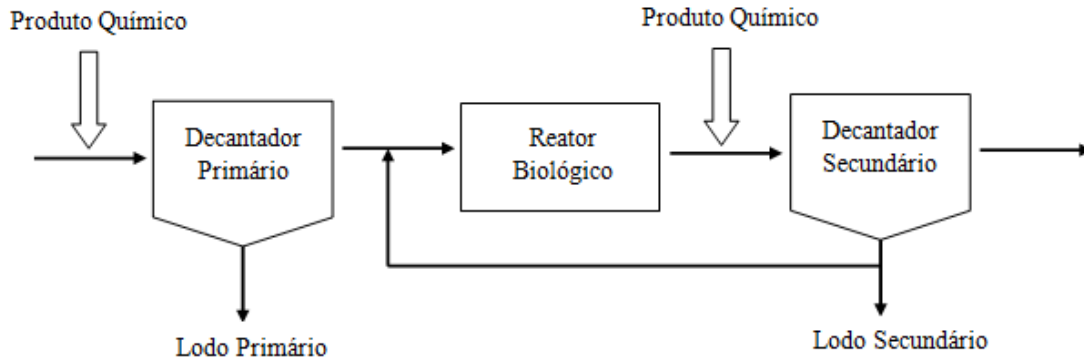 Produto Químico
Produto Químico
Decantador
Primário
Reator
Biológico
Decantador
Secundário
Lodo Primário
Lodo Secundário